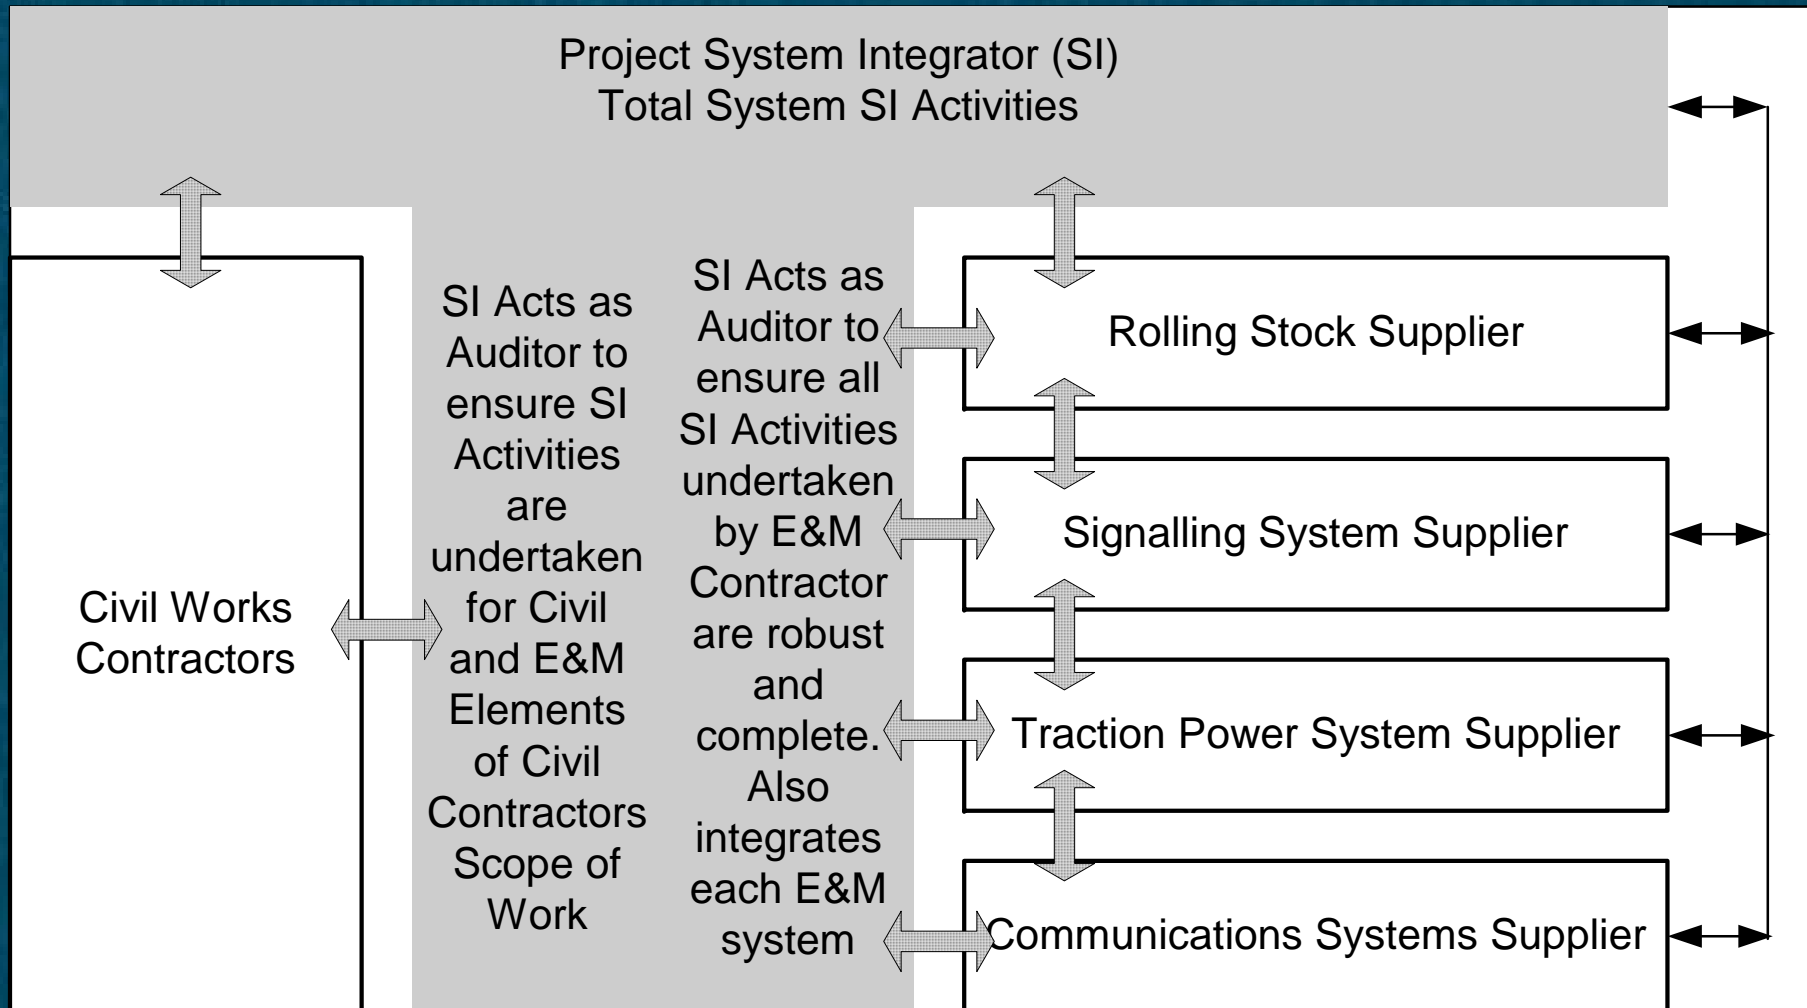 Project System Integrator (SI)
Total System SI Activities
Civil Works
Contractors
SI Acts as
Auditor to
ensure SI
Activities
are
undertaken
for Civil
and E&M
Elements
of Civil
Contractors
Scope of
Work
SI Acts as
Auditor to
ensure all
SI Activities
undertaken
by E&M
Contractor
are robust
and
complete.
Also
integrates
each E&M
system
Rolling Stock Supplier
Signalling System Supplier
Traction Power System Supplier
Communications Systems Supplier